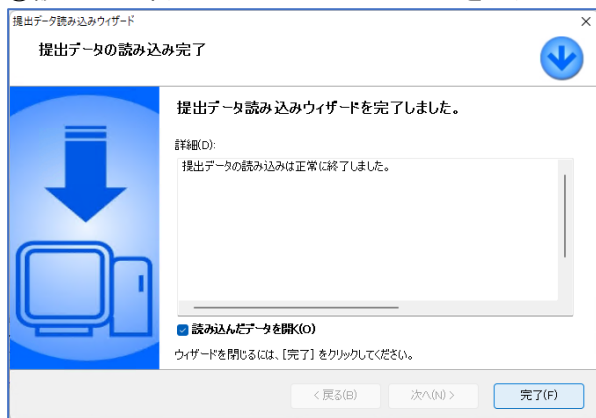 提出データ読み込みウィザード
提出データの読み込み完了
提出データ読み込みウィザードを完了しました。
詳細(D):
提出データの読み込みは正常に終了しました。
読み込んだデータを開く(O)
ウィザードを閉じるには、[完了] をクリックしてください。
< 戻る(B)
次へ(N) >
完了(F)